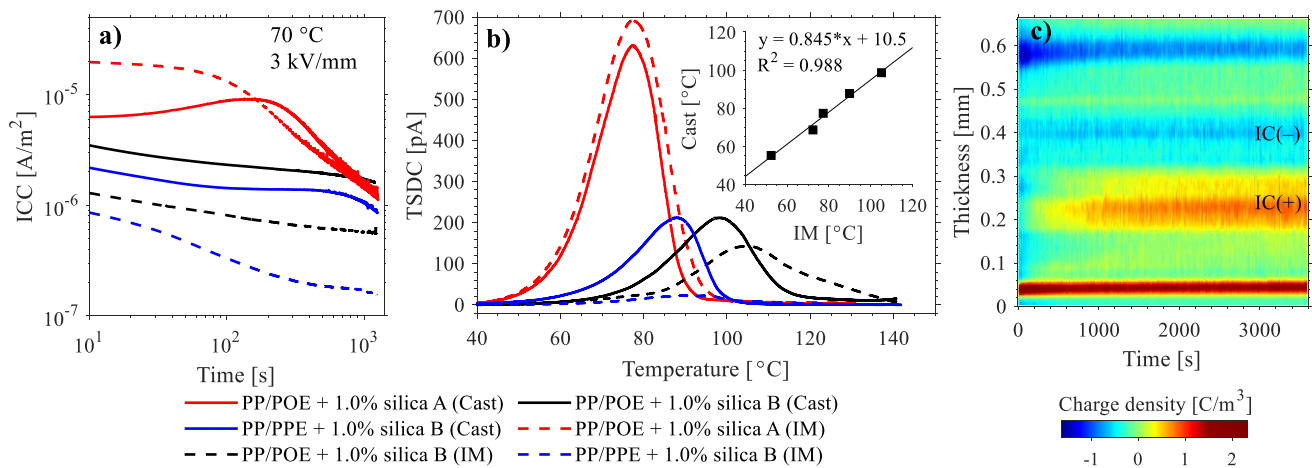 a)
70 °C
3 kV/mm
ICC [A/m²]
10⁻⁵
10⁻⁶
10⁻⁷
10¹
10²
10³
Time [s]
b)
TSDC [pA]
700
600
500
400
300
200
100
0
40
60
80
100
120
140
Temperature [°C]
y = 0.845*x + 10.5
R² = 0.988
Cast [°C]
120
100
80
60
40
40
60
80
100
120
IM [°C]
c)
Thickness [mm]
0.6
0.5
0.4
0.3
0.2
0.1
0
IC(–)
IC(+)
0
1000
2000
3000
Time [s]
PP/POE + 1.0% silica A (Cast)
PP/POE + 1.0% silica B (Cast)
PP/PPE + 1.0% silica B (Cast)
PP/POE + 1.0% silica A (IM)
PP/POE + 1.0% silica B (IM)
PP/PPE + 1.0% silica B (IM)
Charge density [C/m³]
-1
0
1
2